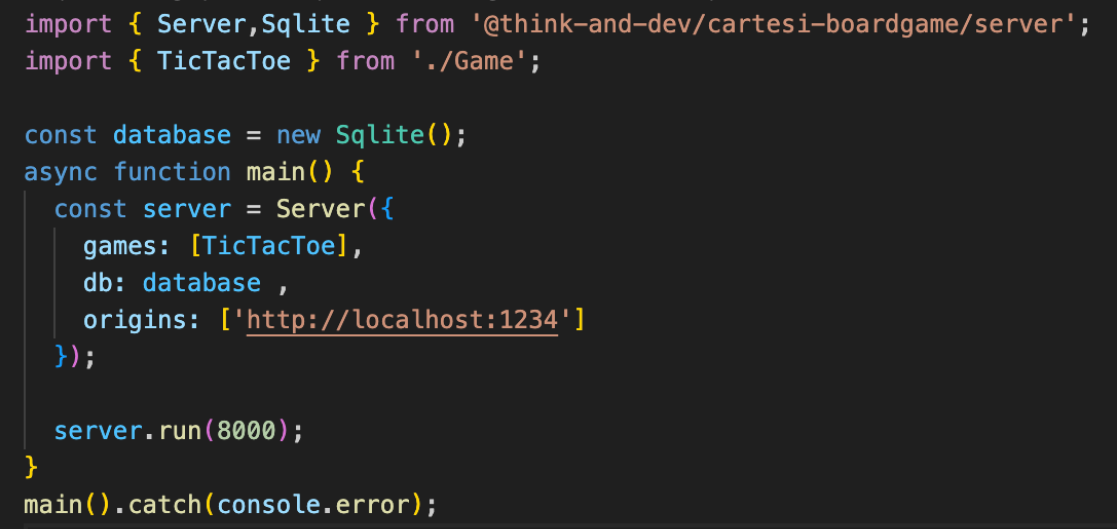 import { Server,Sqlite } from '@think-and-dev/cartesi-boardgame/server';
import { TicTacToe } from './Game';
const database = new Sqlite();
async function main() {
  const server = Server({
    games: [TicTacToe],
    db: database ,
    origins: ['http://localhost:1234']
  });
  server.run(8000);
}
main().catch(console.error);